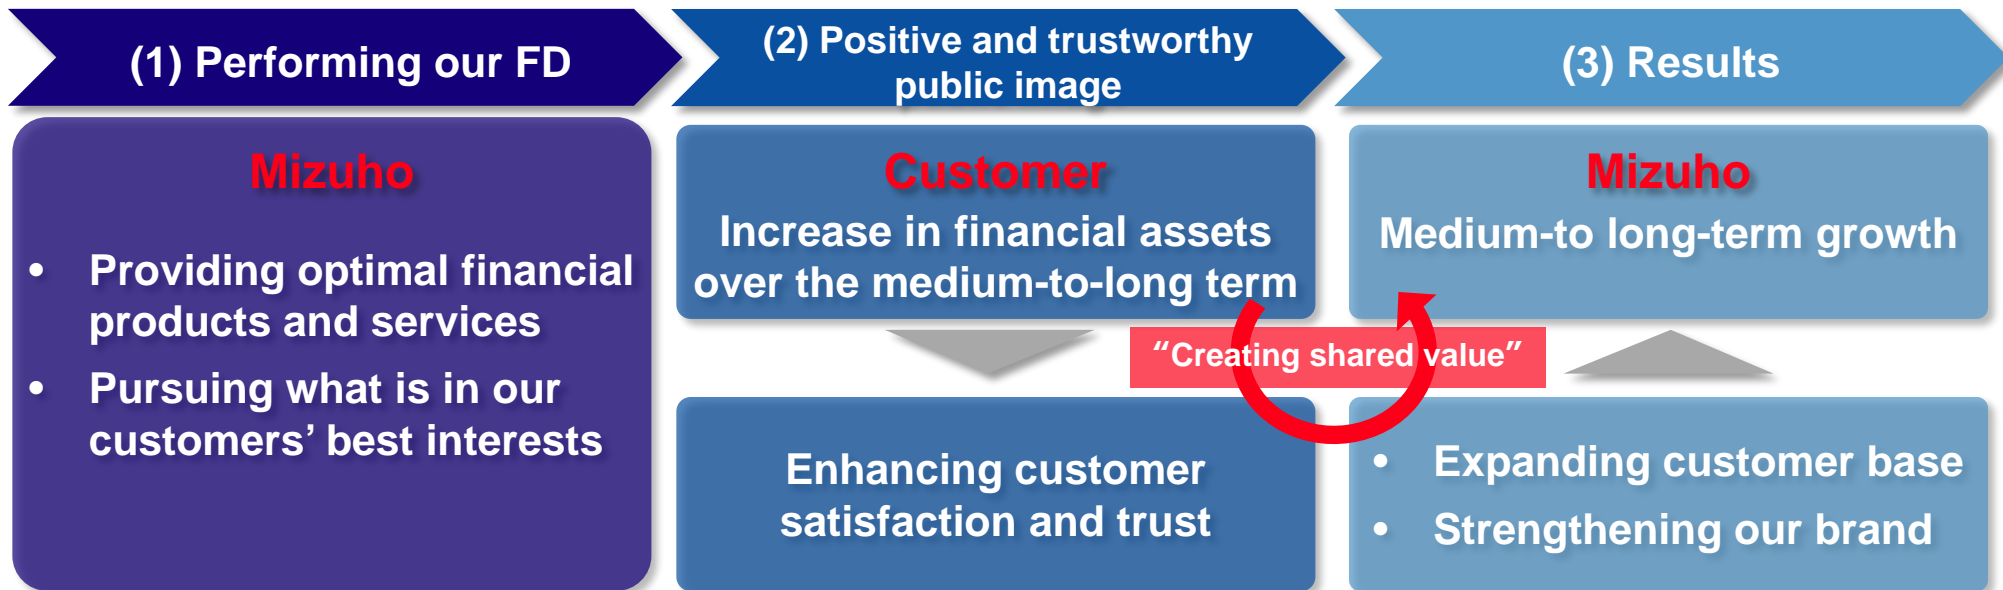 (1) Performing our FD
(2) Positive and trustworthy
public image
(3) Results
Mizuho
• Providing optimal financial
products and services
• Pursuing what is in our
customers’ best interests
Customer
Increase in financial assets
over the medium-to-long term
Enhancing customer
satisfaction and trust
“Creating shared value”
Mizuho
Medium-to long-term growth
• Expanding customer base
• Strengthening our brand